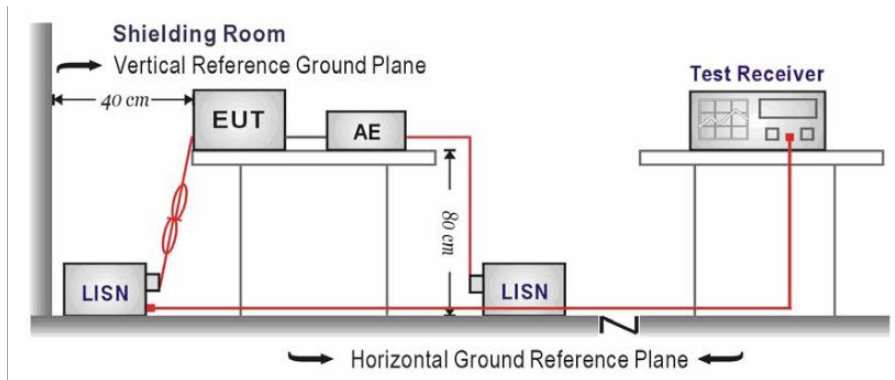 Shielding Room
Vertical Reference Ground Plane
40 cm
EUT
AE
Test Receiver
80 cm
LISN
LISN
Horizontal Ground Reference Plane